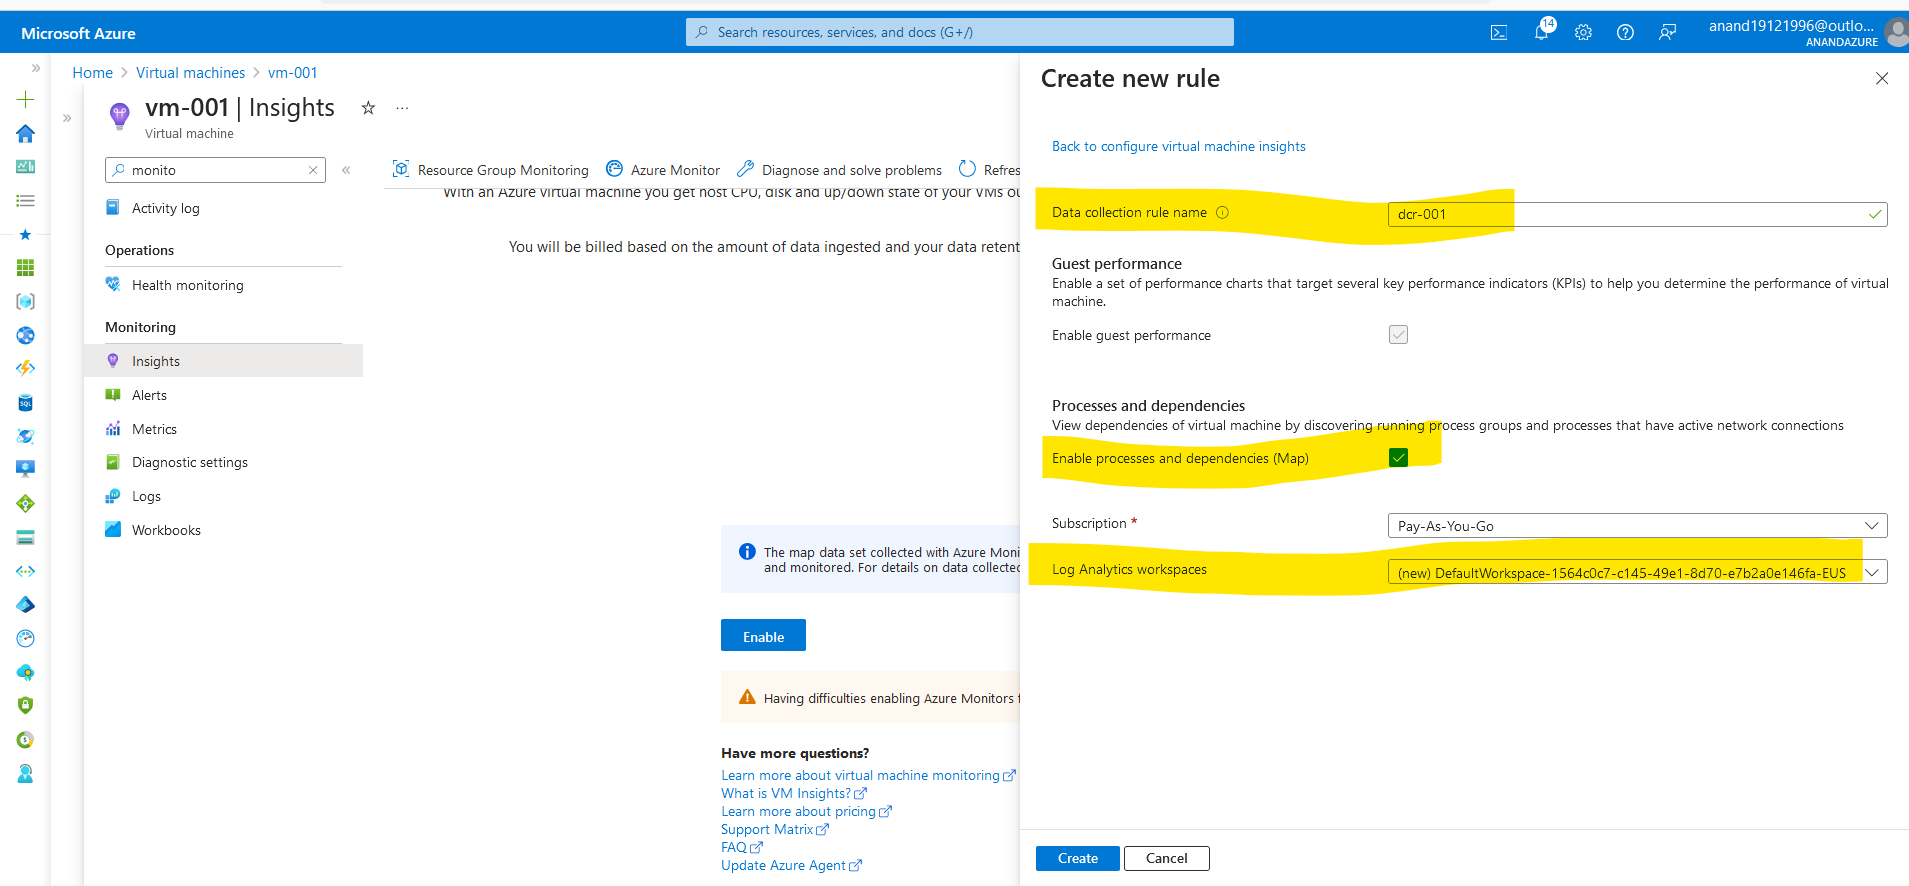 Microsoft Azure
Search resources, services, and docs (G+/)
14
anand19121996@outlo...
ANANDAZURE
Home > Virtual machines > vm-001
vm-001 | Insights
Virtual machine
monito
Activity log
Operations
Health monitoring
Monitoring
Insights
Alerts
Metrics
Diagnostic settings
Logs
Workbooks
Resource Group Monitoring
Azure Monitor
Diagnose and solve problems
Refres
With an Azure virtual machine you get host CPU, disk and up/down state of your VMs ou
You will be billed based on the amount of data ingested and your data retent
The map data set collected with Azure Moni
and monitored. For details on data collected
Enable
Having difficulties enabling Azure Monitors f
Have more questions?
Learn more about virtual machine monitoring
What is VM Insights?
Learn more about pricing
Support Matrix
FAQ
Update Azure Agent
Create new rule
Back to configure virtual machine insights
Data collection rule name
dcr-001
Guest performance
Enable a set of performance charts that target several key performance indicators (KPIs) to help you determine the performance of virtual
machine.
Enable guest performance
Processes and dependencies
View dependencies of virtual machine by discovering running process groups and processes that have active network connections
Enable processes and dependencies (Map)
Subscription *
Pay-As-You-Go
Log Analytics workspaces
(new) DefaultWorkspace-1564c0c7-c145-49e1-8d70-e7b2a0e146fa-EUS
Create
Cancel
SQL